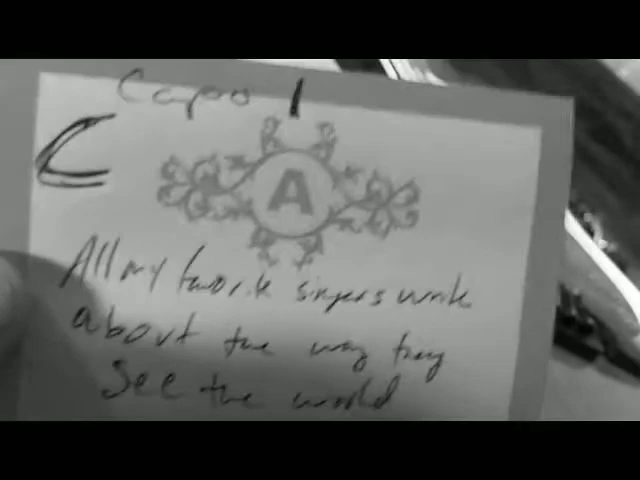 Capo 1
C
A
All my favorite singers write
about the way they
see the world